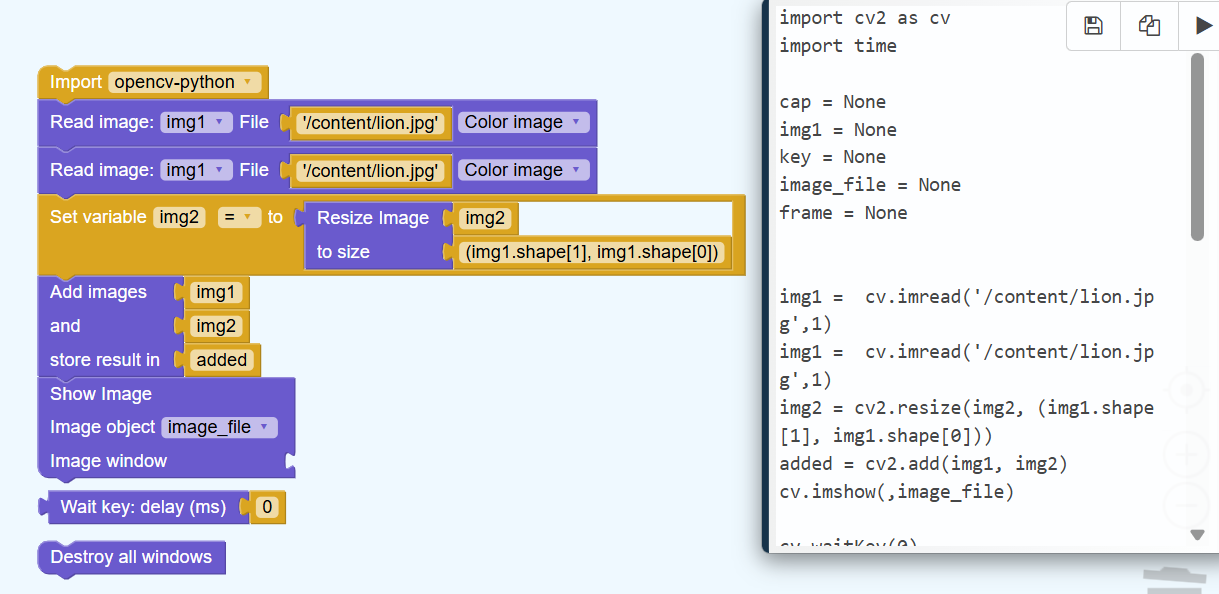 Import opencv-python
Read image: img1 File '/content/lion.jpg' Color image
Read image: img1 File '/content/lion.jpg' Color image
Set variable img2 = to Resize Image img2
to size (img1.shape[1], img1.shape[0])
Add images img1
and img2
store result in added
Show Image
Image object image_file
Image window
Wait key: delay (ms) 0
Destroy all windows
import cv2 as cv
import time
cap = None
img1 = None
key = None
image_file = None
frame = None
img1 =  cv.imread('/content/lion.jp
g',1)
img1 =  cv.imread('/content/lion.jp
g',1)
img2 = cv2.resize(img2, (img1.shape
[1], img1.shape[0]))
added = cv2.add(img1, img2)
cv.imshow(,image_file)
cv.waitKey(0)